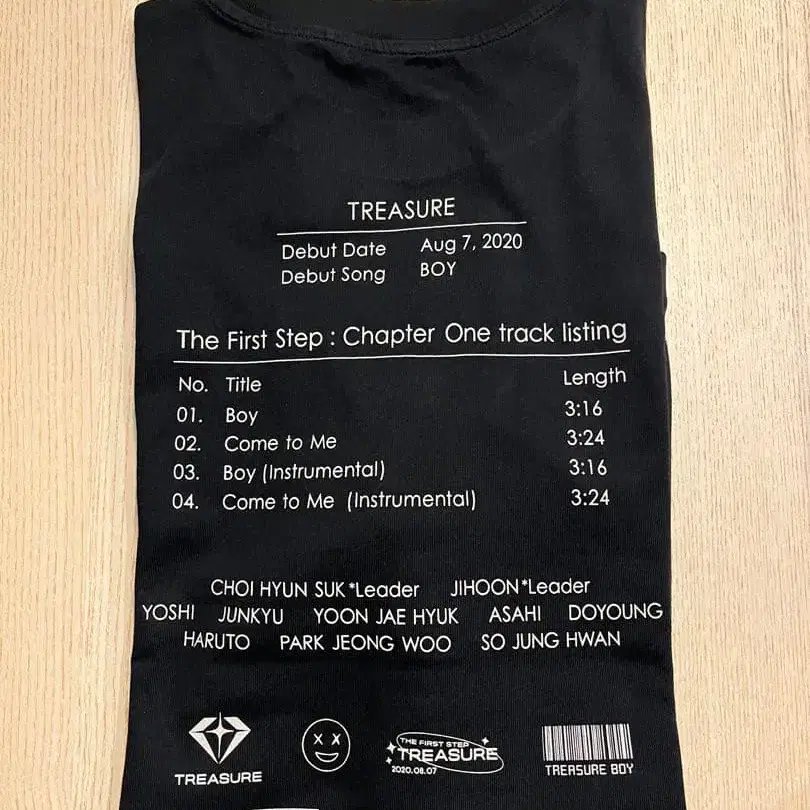 TREASURE
Debut Date Aug 7, 2020
Debut Song BOY
The First Step : Chapter One track listing
No. Title Length
01. Boy 3:16
02. Come to Me 3:24
03. Boy (Instrumental) 3:16
04. Come to Me (Instrumental) 3:24
CHOI HYUN SUK *Leader JIHOON *Leader
YOSHI JUNKYU YOON JAE HYUK ASAHI DOYOUNG
HARUTO PARK JEONG WOO SO JUNG HWAN
TREASURE
THE FIRST STEP
TREASURE
2020.08.07
TREASURE BOY